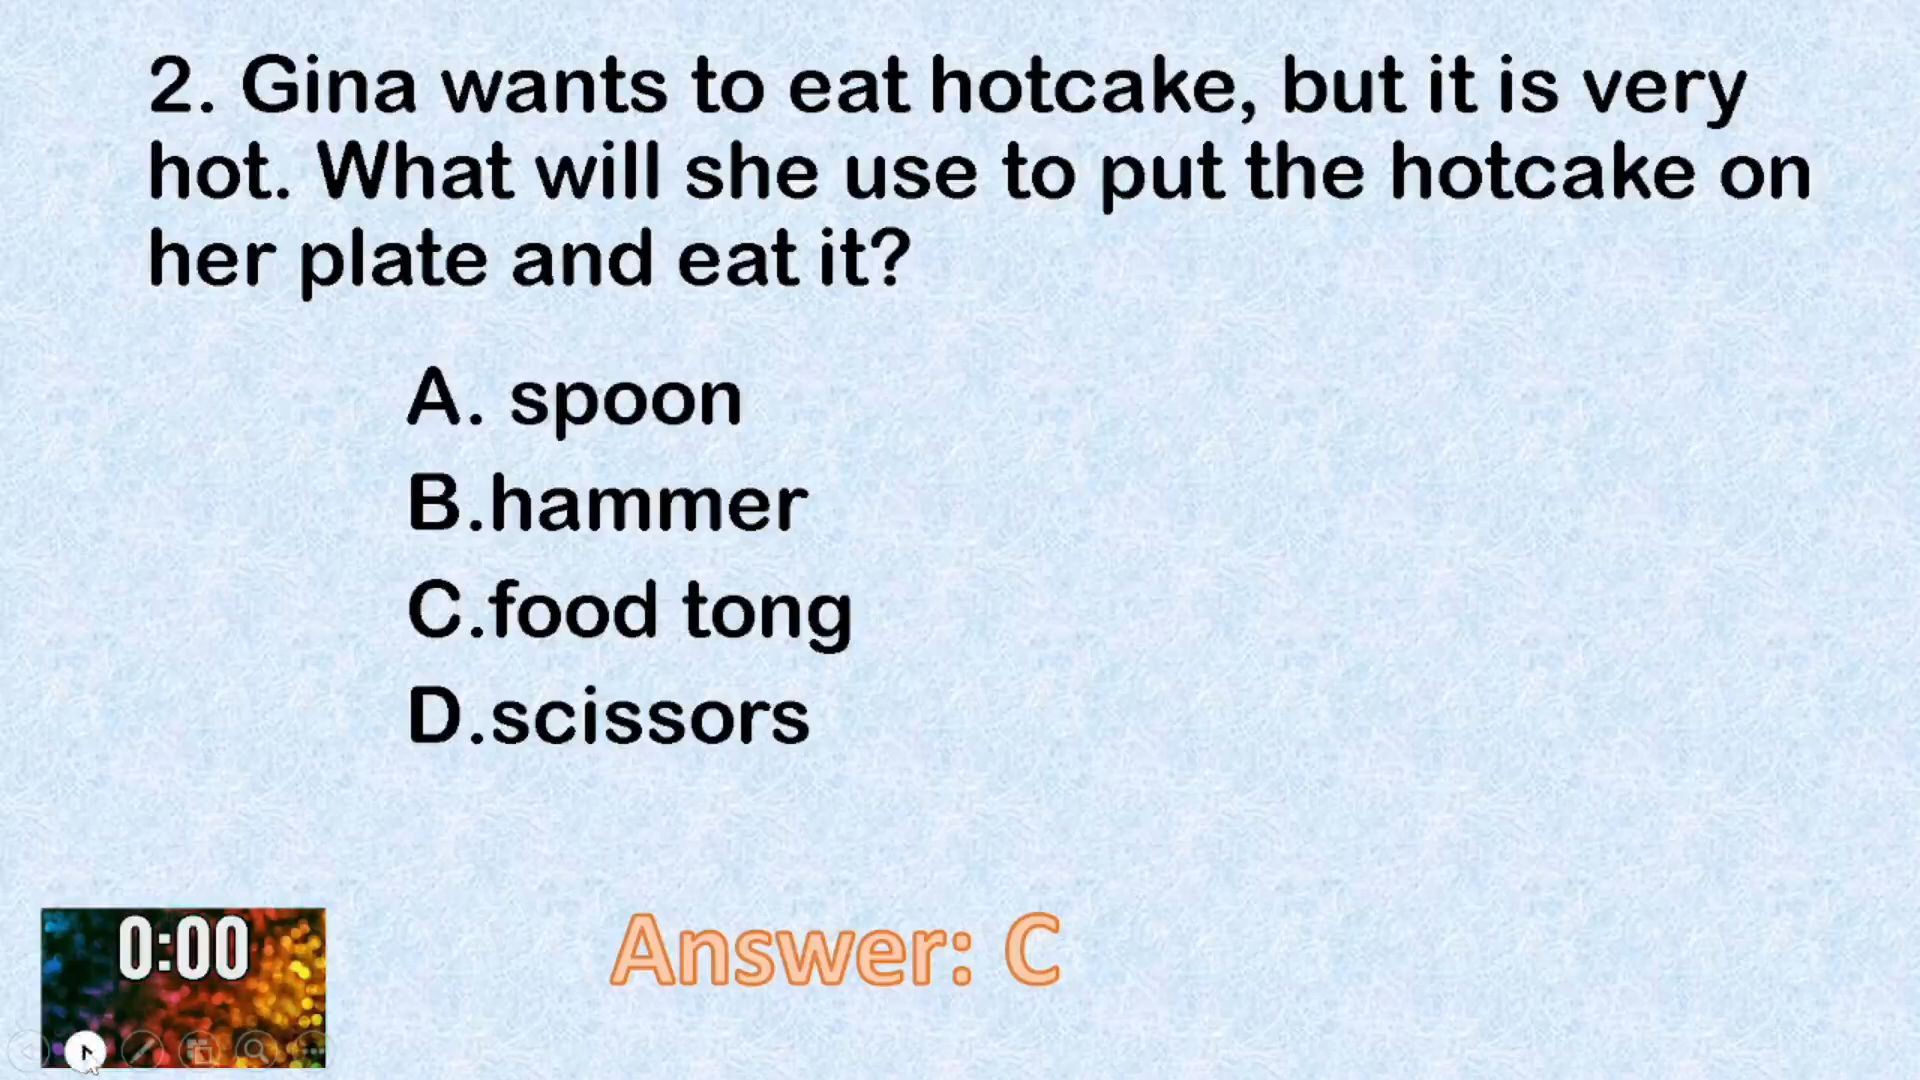 2. Gina wants to eat hotcake, but it is very
hot. What will she use to put the hotcake on
her plate and eat it?
A. spoon
B.hammer
C.food tong
D.scissors
0:00
Answer: C